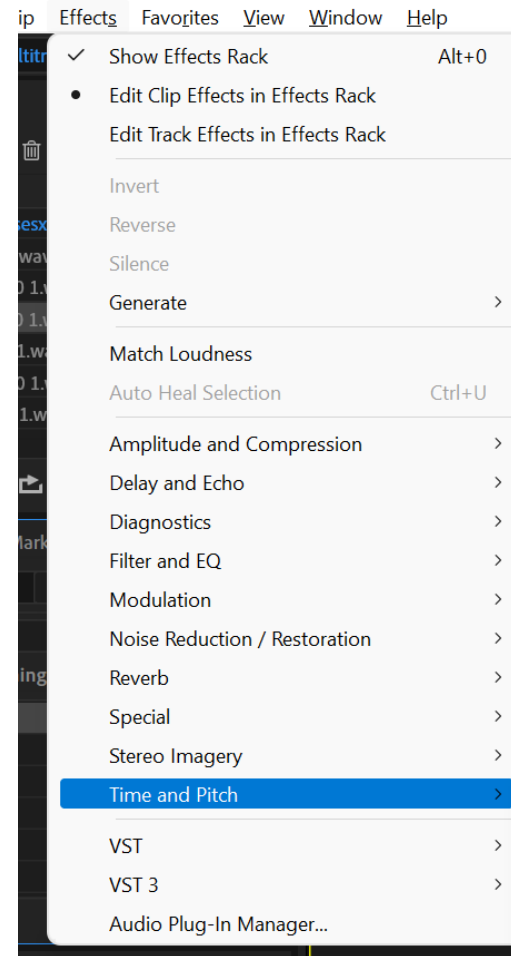 ip Effects Favorites View Window Help
Show Effects Rack Alt+0
Edit Clip Effects in Effects Rack
Edit Track Effects in Effects Rack
Invert
Reverse
Silence
Generate
Match Loudness
Auto Heal Selection Ctrl+U
Amplitude and Compression
Delay and Echo
Diagnostics
Filter and EQ
Modulation
Noise Reduction / Restoration
Reverb
Special
Stereo Imagery
Time and Pitch
VST
VST 3
Audio Plug-In Manager...